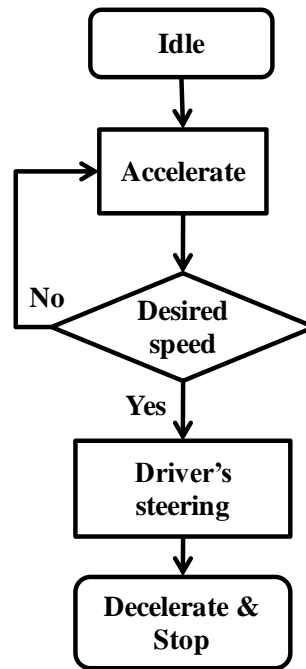 Idle
Accelerate
No
Desired
speed
Yes
Driver's
steering
Decelerate &
Stop